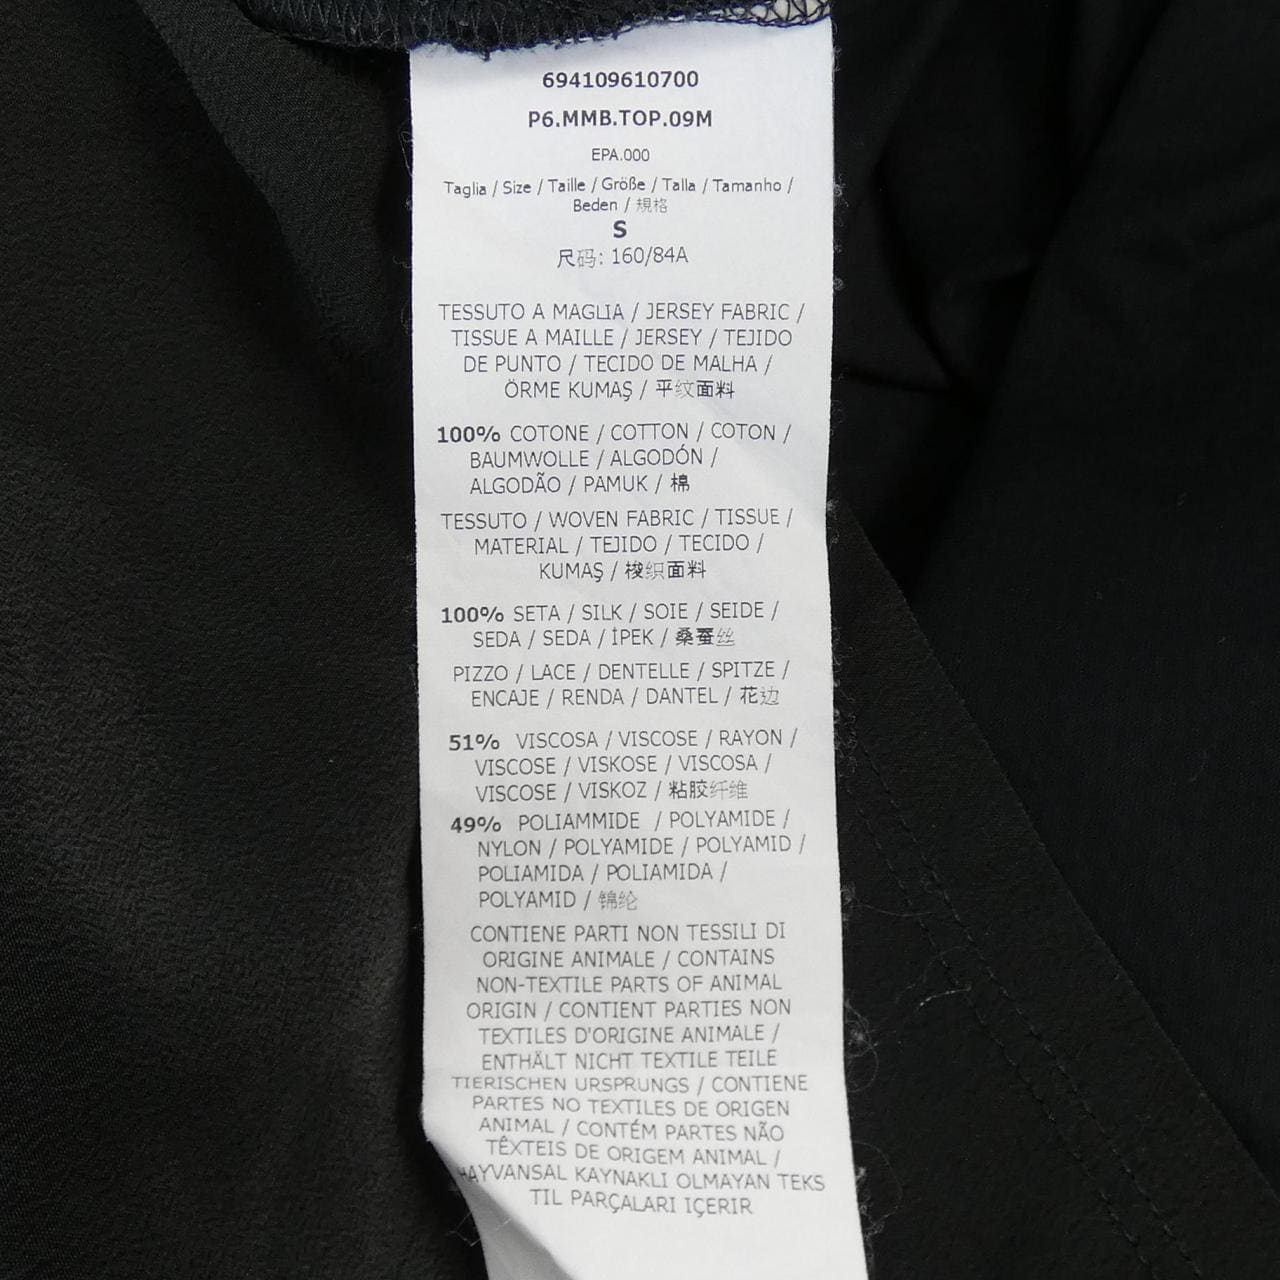 694109610700
P6.MMB.TOP.09M
EPA.000
Taglia / Size / Taille / Größe / Talla / Tamanho /
Beden / 規格
S
尺码: 160/84A
TESSUTO A MAGLIA / JERSEY FABRIC /
TISSUE A MAILLE / JERSEY / TEJIDO
DE PUNTO / TECIDO DE MALHA /
ÖRME KUMAŞ / 平纹面料
100% COTONE / COTTON / COTON /
BAUMWOLLE / ALGODÓN /
ALGODÃO / PAMUK / 棉
TESSUTO / WOVEN FABRIC / TISSUE /
MATERIAL / TEJIDO / TECIDO /
KUMAŞ / 梭织面料
100% SETA / SILK / SOIE / SEIDE /
SEDA / SEDA / İPEK / 桑蚕丝
PIZZO / LACE / DENTELLE / SPITZE /
ENCAJE / RENDA / DANTEL / 花边
51% VISCOSA / VISCOSE / RAYON /
VISCOSE / VISKOSE / VISCOSA /
VISCOSE / VISKOZ / 粘胶纤维
49% POLIAMMIDE / POLYAMIDE /
NYLON / POLYAMIDE / POLYAMID /
POLIAMIDA / POLIAMIDA /
POLYAMID / 锦纶
CONTIENE PARTI NON TESSILI DI
ORIGINE ANIMALE / CONTAINS
NON-TEXTILE PARTS OF ANIMAL
ORIGIN / CONTIENT PARTIES NON
TEXTILES D'ORIGINE ANIMALE /
ENTHÄLT NICHT TEXTILE TEILE
TIERISCHEN URSPRUNGS / CONTIENE
PARTES NO TEXTILES DE ORIGEN
ANIMAL / CONTÉM PARTES NÃO
TÊXTEIS DE ORIGEM ANIMAL /
HAYVANSAL KAYNAKLI OLMAYAN TEKS
TIL PARÇALARI IÇERIR